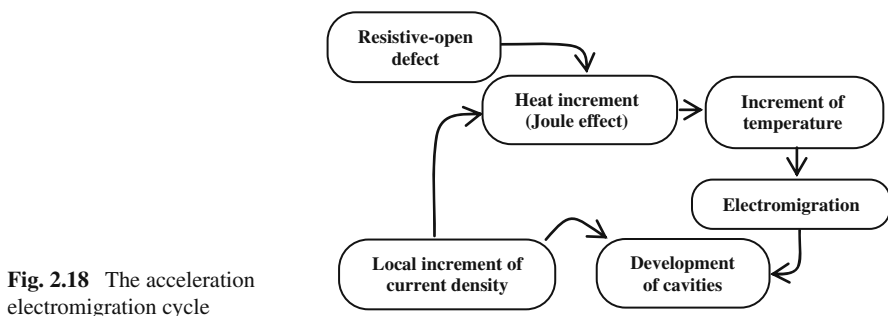 Resistive-open
defect
Heat increment
(Joule effect)
Increment of
temperature
Electromigration
Local increment of
current density
Development
of cavities
Fig. 2.18 The acceleration
electromigration cycle